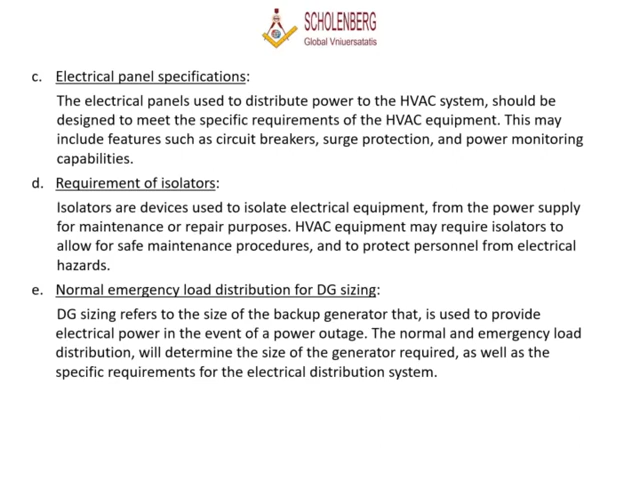 SCHOLENBERG
Global Vniuersatatis
c. Electrical panel specifications:
The electrical panels used to distribute power to the HVAC system, should be
designed to meet the specific requirements of the HVAC equipment. This may
include features such as circuit breakers, surge protection, and power monitoring
capabilities.
d. Requirement of isolators:
Isolators are devices used to isolate electrical equipment, from the power supply
for maintenance or repair purposes. HVAC equipment may require isolators to
allow for safe maintenance procedures, and to protect personnel from electrical
hazards.
e. Normal emergency load distribution for DG sizing:
DG sizing refers to the size of the backup generator that, is used to provide
electrical power in the event of a power outage. The normal and emergency load
distribution, will determine the size of the generator required, as well as the
specific requirements for the electrical distribution system.